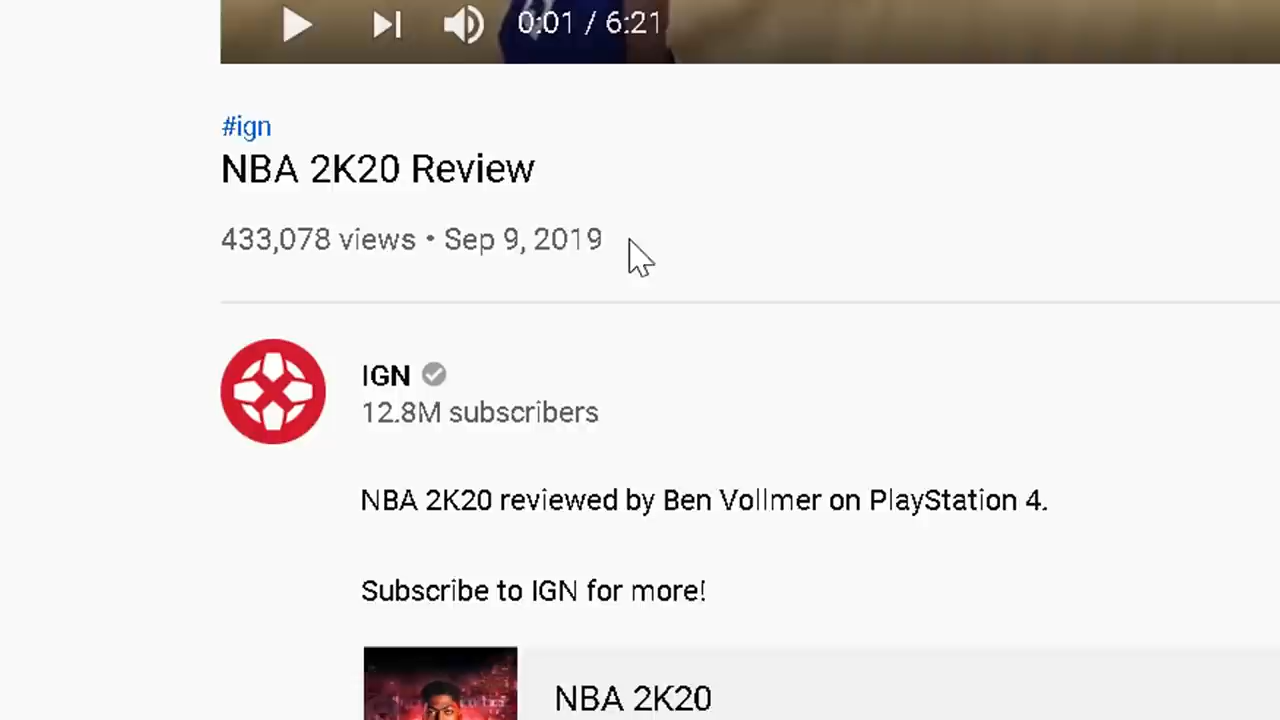 0:01 / 6:21
#ign
NBA 2K20 Review
433,078 views • Sep 9, 2019
IGN
12.8M subscribers
NBA 2K20 reviewed by Ben Vollmer on PlayStation 4.
Subscribe to IGN for more!
NBA 2K20